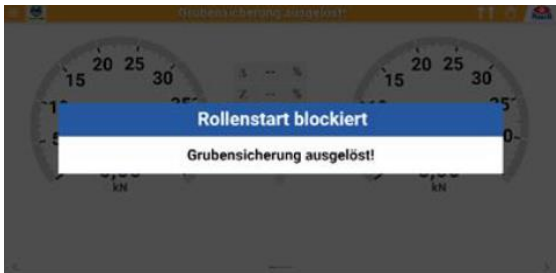 Grubensicherung ausgelöst!
20 25
15 30
Δ -- %
Σ -- %
20 25
15 30
Rollenstart blockiert
Grubensicherung ausgelöst!
kN
kN